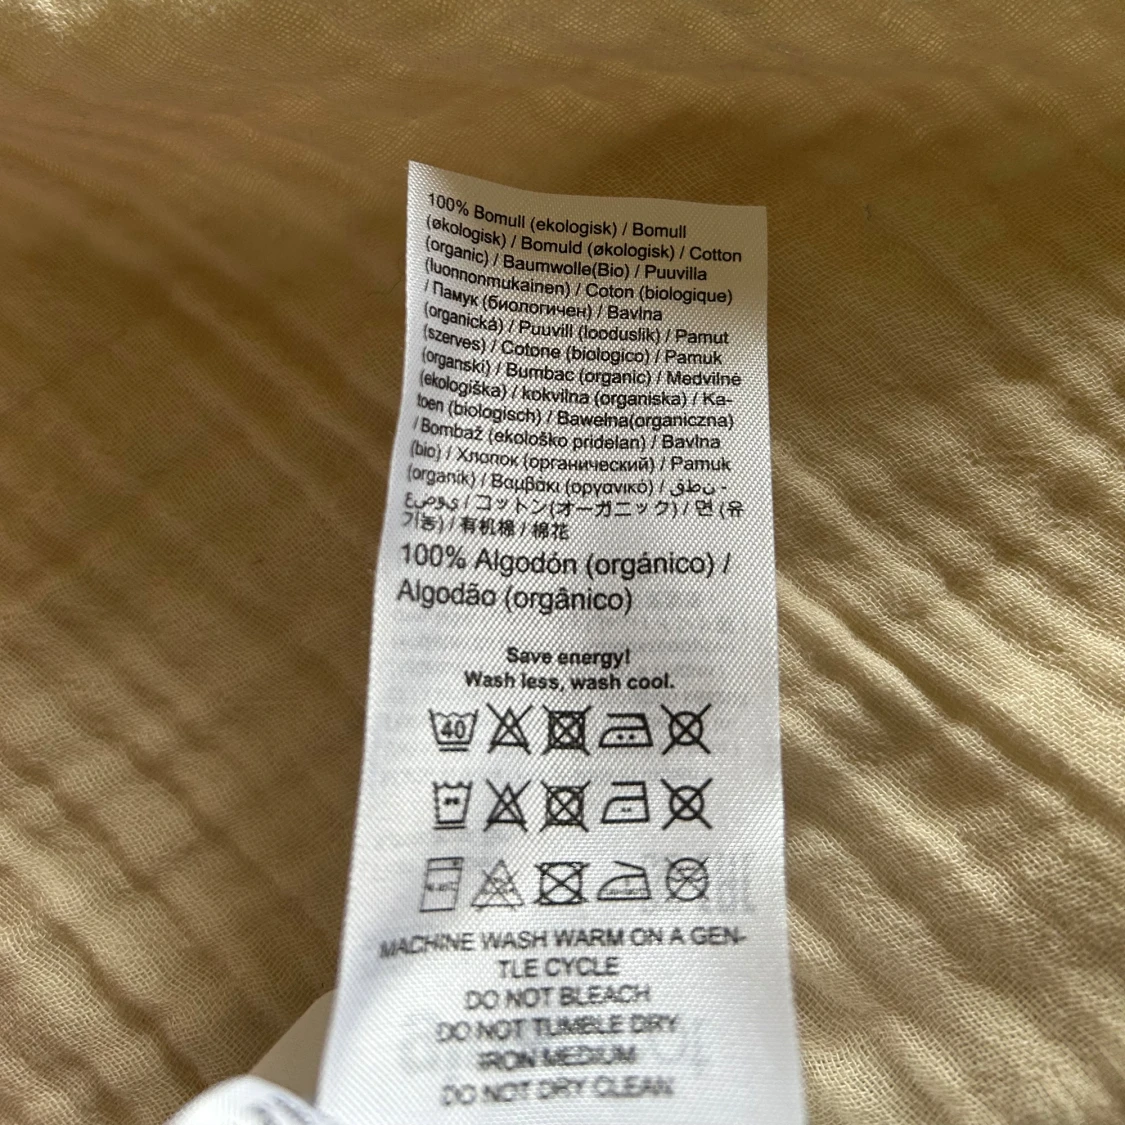 100% Bomull (ekologisk) / Bomull
(økologisk) / Bomuld (økologisk) / Cotton
(organic) / Baumwolle(Bio) / Puuvilla
(luonnonmukainen) / Coton (biologique)
/ Памук (биологичен) / Bavlna
(organická) / Puuvill (looduslik) / Pamut
(szerves) / Cotone (biologico) / Pamuk
(organski) / Bumbac (organic) / Medvilnė
(ekologiška) / kokvilna (organiska) / Ka-
toen (biologisch) / Bawełna(organiczna)
/ Bombaž (ekološko pridelan) / Bavlna
(bio) / Хлопок (органический) / Pamuk
(organik) / Βαμβάκι (οργανικό) / قطن -
عضوي / コットン(オーガニック) / 면 (유
기농) / 有机棉 / 棉花
100% Algodón (orgánico) /
Algodão (orgânico)
Save energy!
Wash less, wash cool.
40
MACHINE WASH WARM ON A GEN-
TLE CYCLE
DO NOT BLEACH
DO NOT TUMBLE DRY
IRON MEDIUM
DO NOT DRY CLEAN